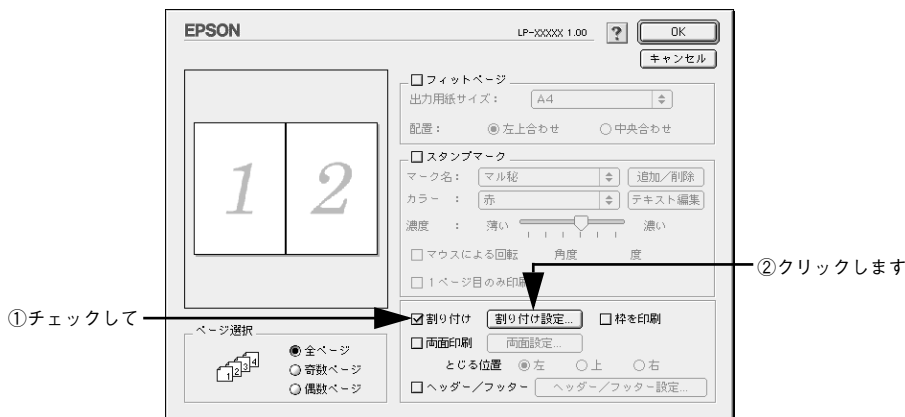 EPSON
LP-XXXXX 1.00
?
OK
キャンセル
1
2
フィットページ
出力用紙サイズ： A4
配置： 左上合わせ 中央合わせ
スタンプマーク
マーク名： マル秘 追加／削除
カラー ： 赤 テキスト編集
濃度 ： 薄い 濃い
マウスによる回転 角度 度
1ページ目のみ印刷
②クリックします
①チェックして
割り付け 割り付け設定... 枠を印刷
両面印刷 両面設定...
とじる位置 左 上 右
ヘッダー／フッター ヘッダー／フッター設定...
ページ選択
1 2 3 4
全ページ
奇数ページ
偶数ページ